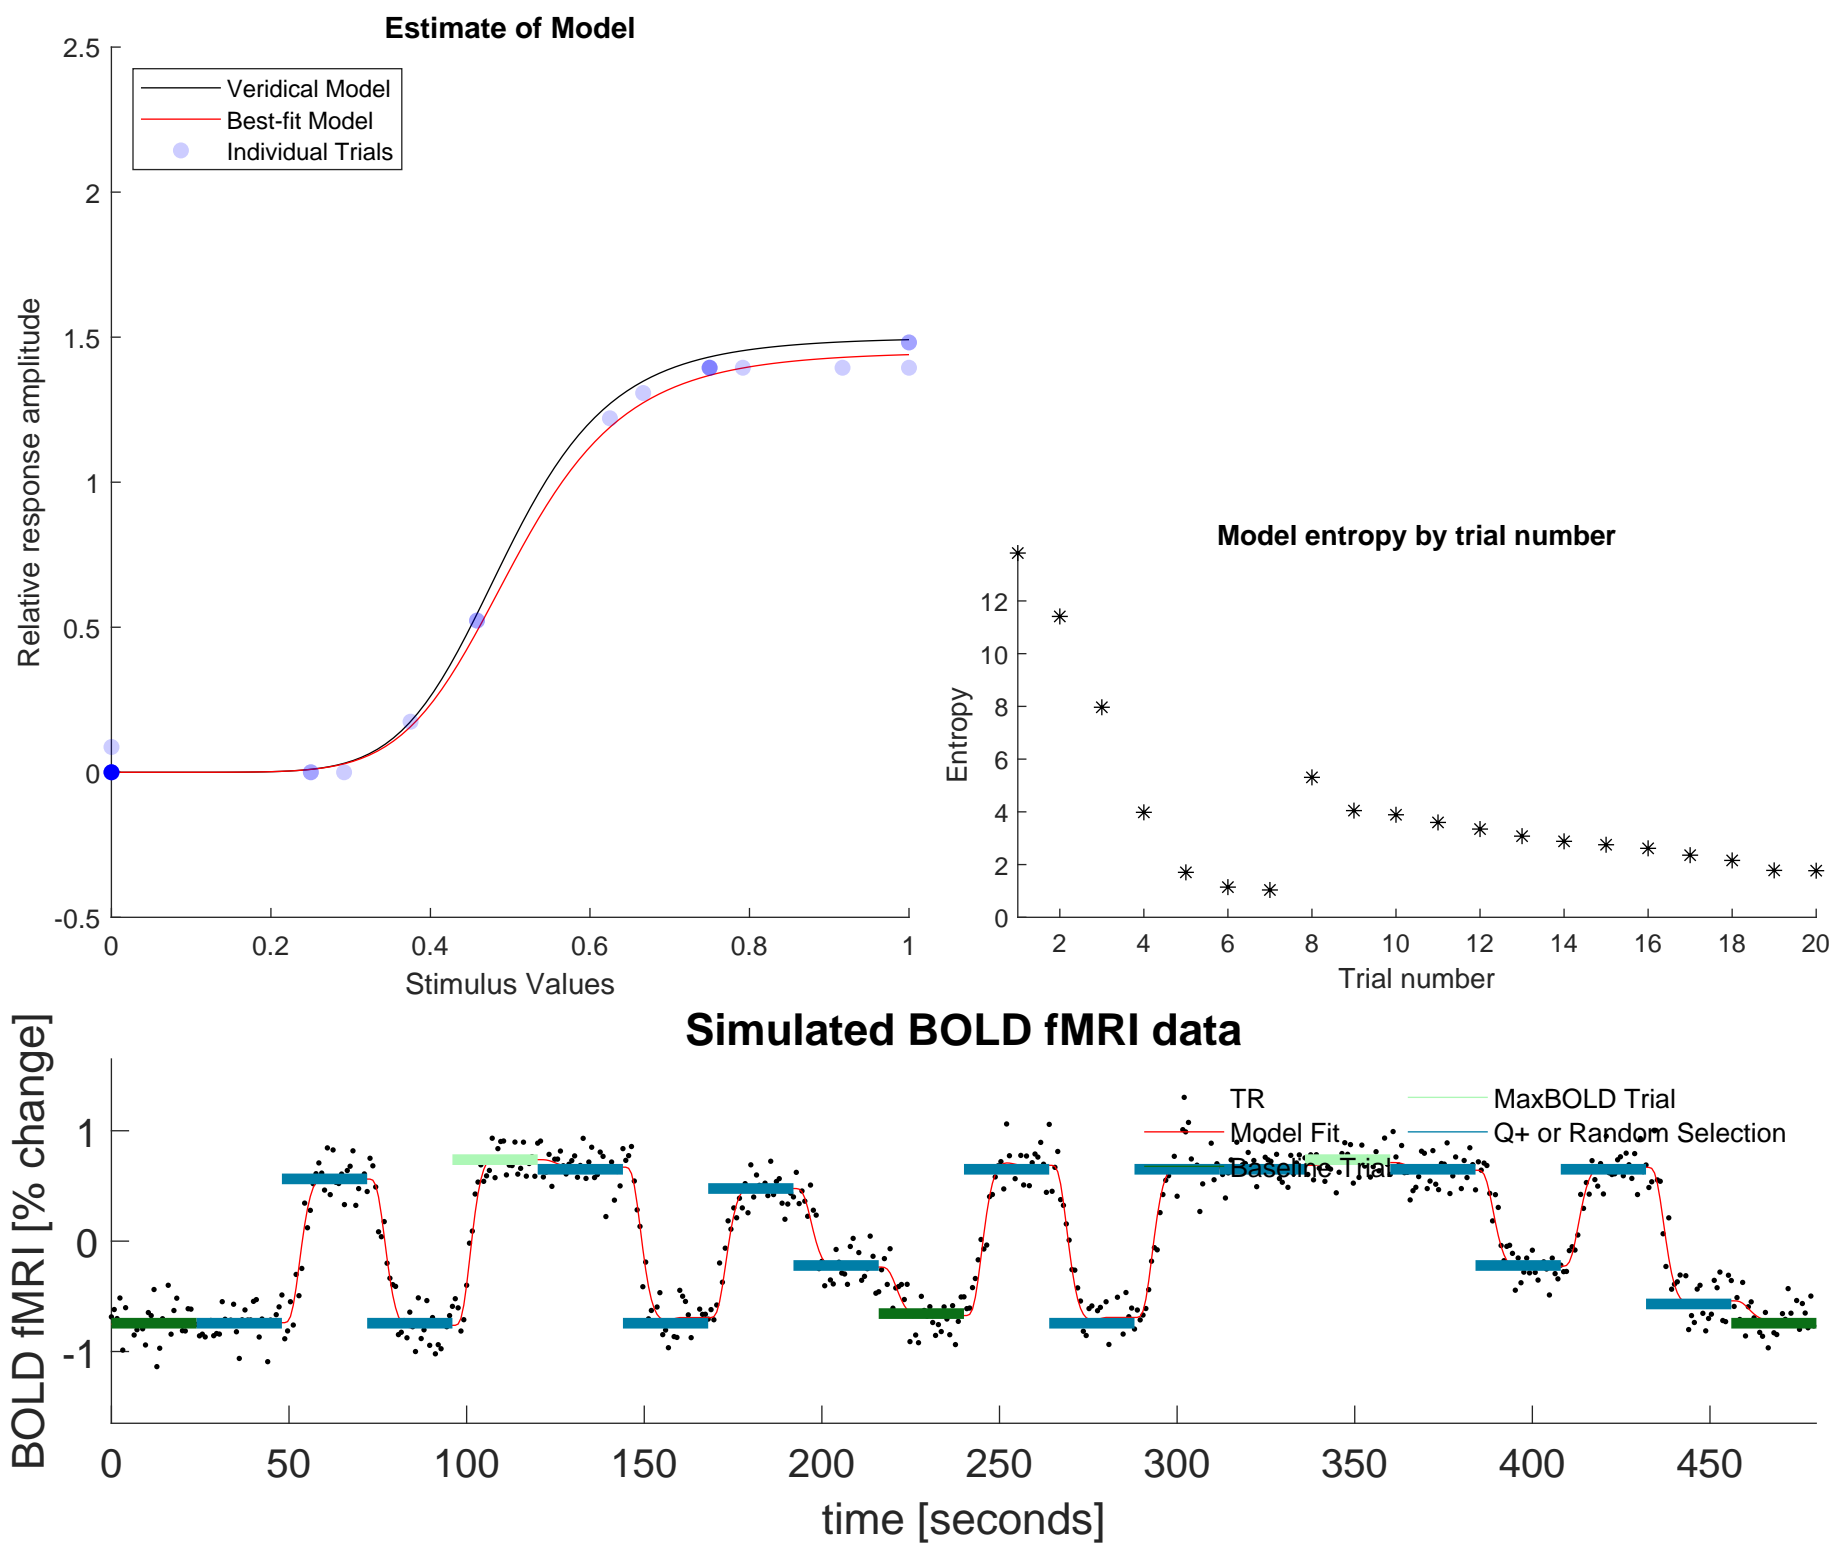 Estimate of Model
2.5
2
1.5
1
0.5
0
-0.5
Relative response amplitude
Veridical Model
Best-fit Model
Individual Trials
0 0.2 0.4 0.6 0.8 1
Stimulus Values
Model entropy by trial number
12
10
8
6
4
2
0
Entropy
2 4 6 8 10 12 14 16 18 20
Trial number
Simulated BOLD fMRI data
BOLD fMRI [% change]
1
0
-1
TR
Model Fit
Baseline Trial
MaxBOLD Trial
Q+ or Random Selection
0 50 100 150 200 250 300 350 400 450
time [seconds]